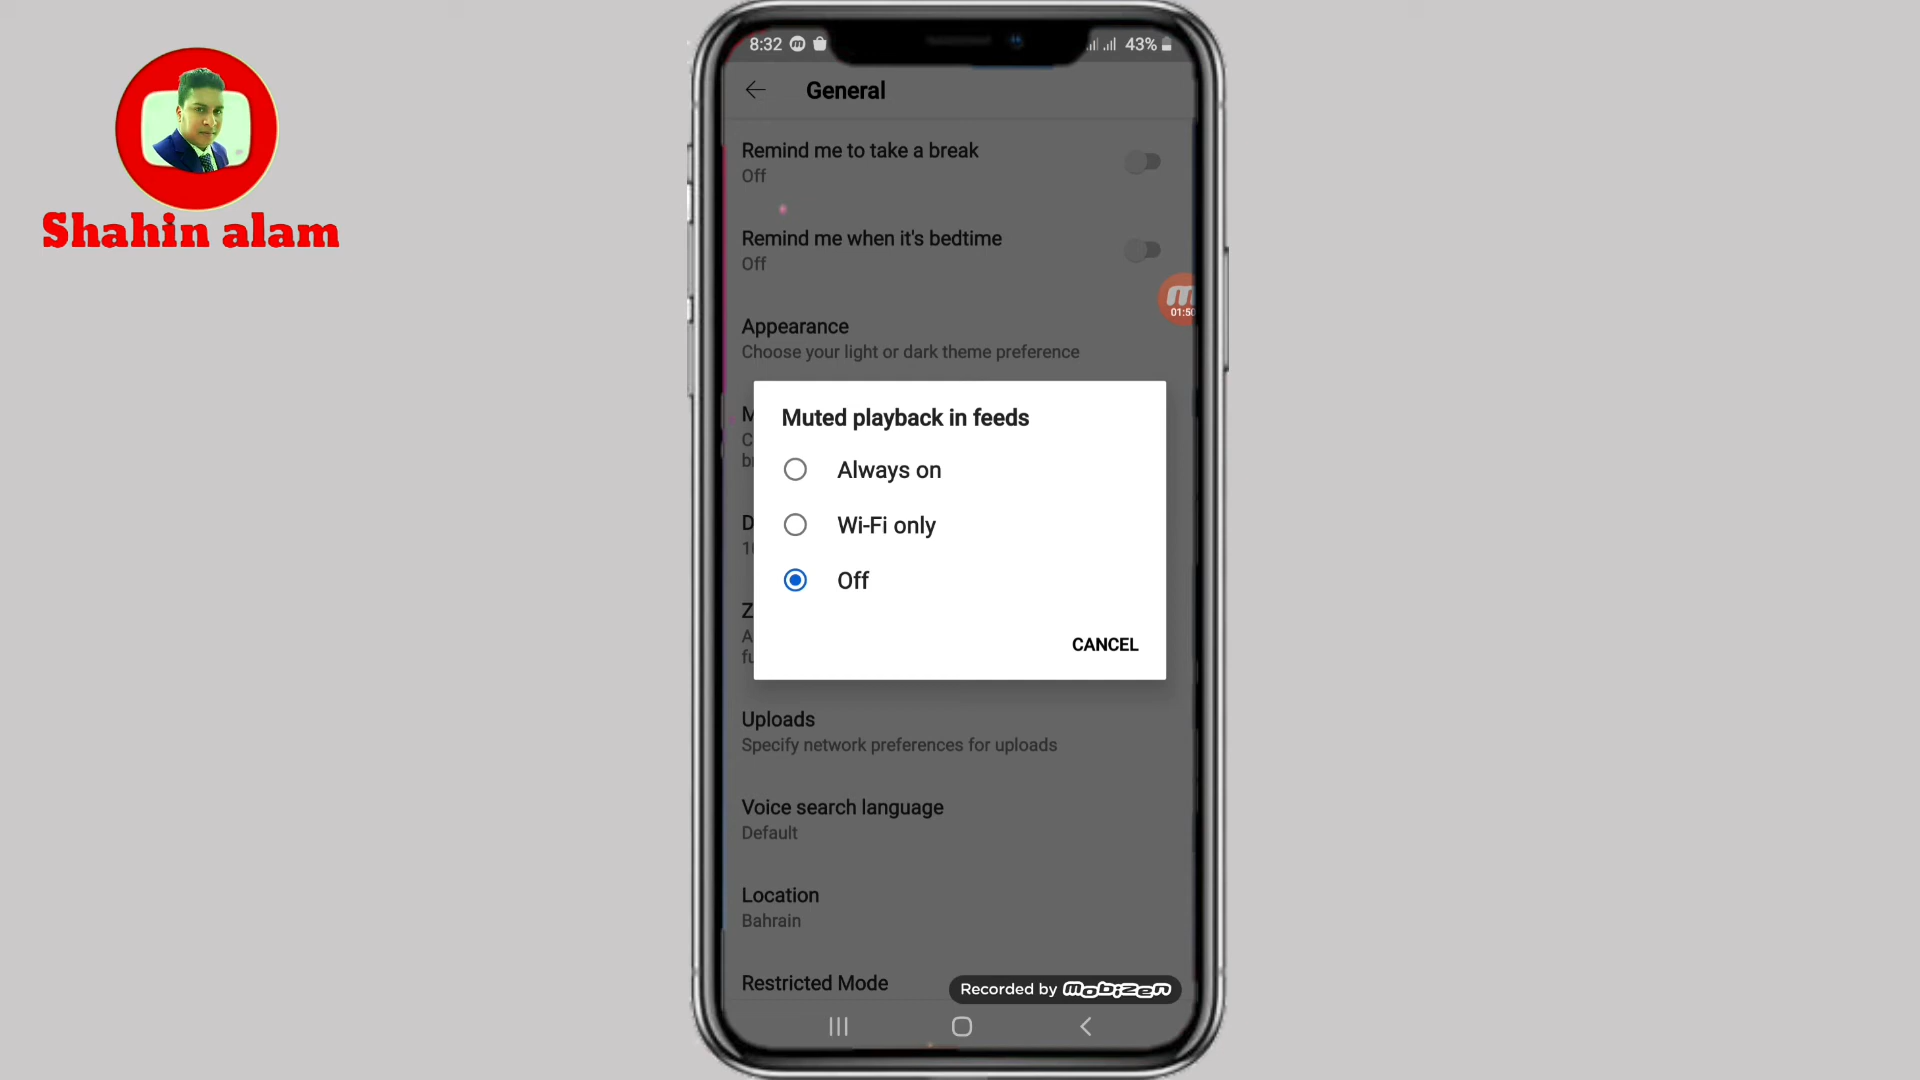 8:32
43%
Shahin alam
General
Remind me to take a break
Off
Remind me when it's bedtime
Off
01:50
Appearance
Choose your light or dark theme preference
Muted playback in feeds
Always on
Wi-Fi only
Off
CANCEL
Uploads
Specify network preferences for uploads
Voice search language
Default
Location
Bahrain
Restricted Mode
Recorded by mobizen